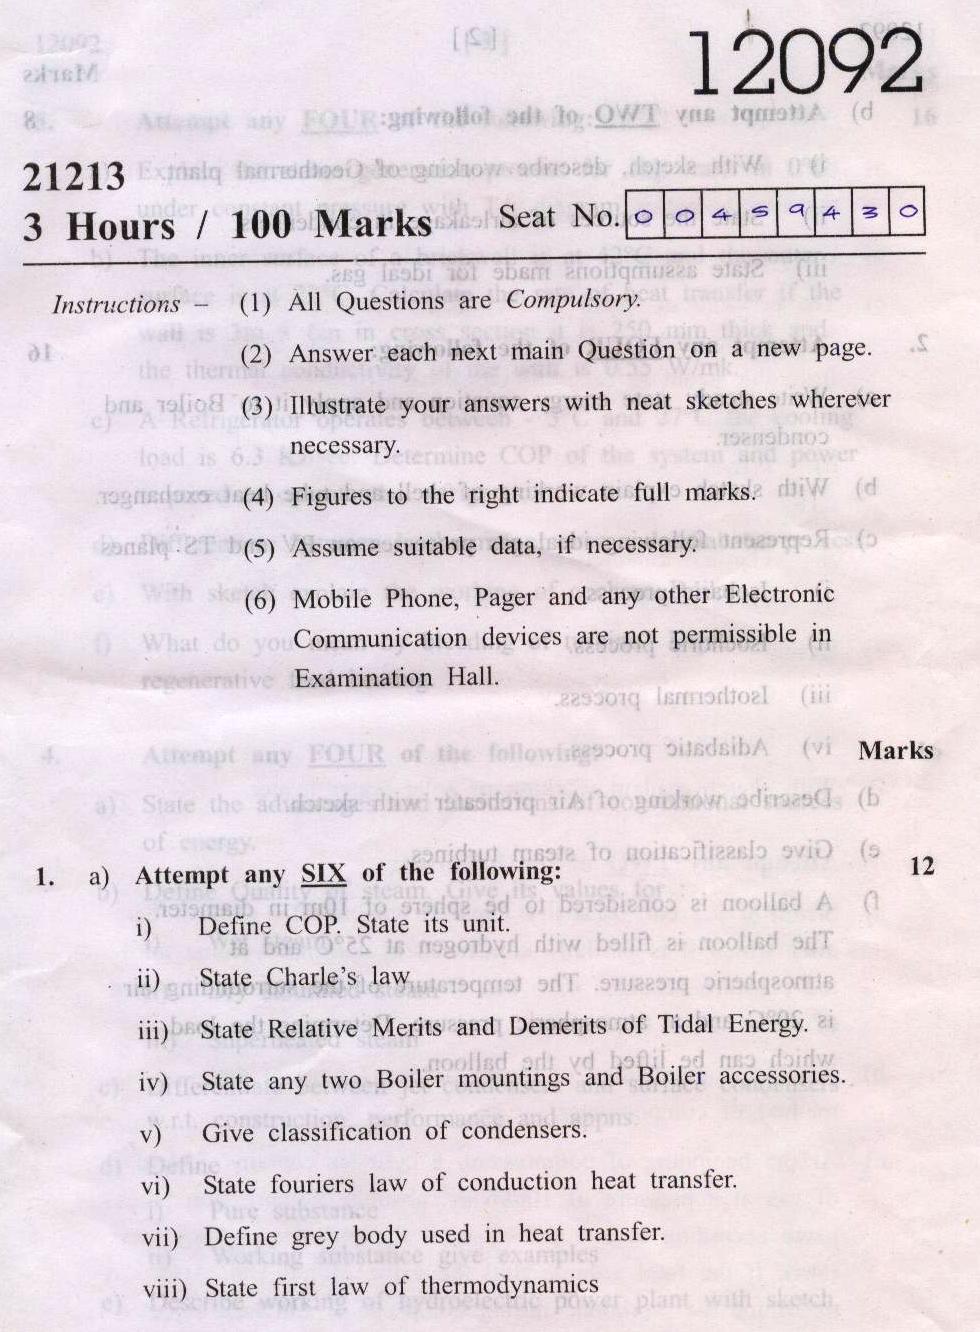 12092
21213
3 Hours / 100 Marks Seat No. 0 0 4 5 9 4 3 0
Instructions – (1) All Questions are Compulsory.
(2) Answer each next main Question on a new page.
(3) Illustrate your answers with neat sketches wherever
necessary.
(4) Figures to the right indicate full marks.
(5) Assume suitable data, if necessary.
(6) Mobile Phone, Pager and any other Electronic
Communication devices are not permissible in
Examination Hall.
Marks
1. a) Attempt any SIX of the following: 12
i) Define COP. State its unit.
ii) State Charle's law
iii) State Relative Merits and Demerits of Tidal Energy.
iv) State any two Boiler mountings and Boiler accessories.
v) Give classification of condensers.
vi) State fouriers law of conduction heat transfer.
vii) Define grey body used in heat transfer.
viii) State first law of thermodynamics